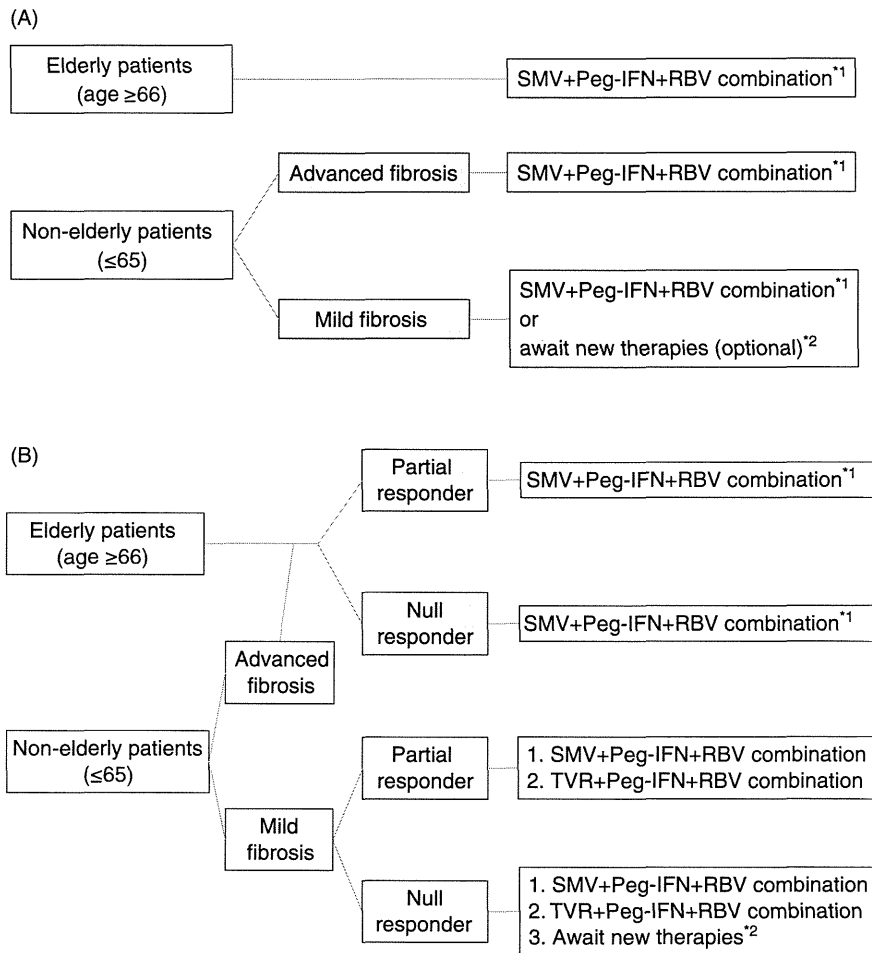 (A)
Elderly patients
(age ≥66)
SMV+Peg-IFN+RBV combination*1
Advanced fibrosis
SMV+Peg-IFN+RBV combination*1
Non-elderly patients
(≤65)
Mild fibrosis
SMV+Peg-IFN+RBV combination*1
or
await new therapies (optional)*2
(B)
Partial
responder
SMV+Peg-IFN+RBV combination*1
Elderly patients
(age ≥66)
Null
responder
SMV+Peg-IFN+RBV combination*1
Advanced
fibrosis
Non-elderly patients
(≤65)
Partial
responder
1. SMV+Peg-IFN+RBV combination
2. TVR+Peg-IFN+RBV combination
Mild
fibrosis
Null
responder
1. SMV+Peg-IFN+RBV combination
2. TVR+Peg-IFN+RBV combination
3. Await new therapies*2